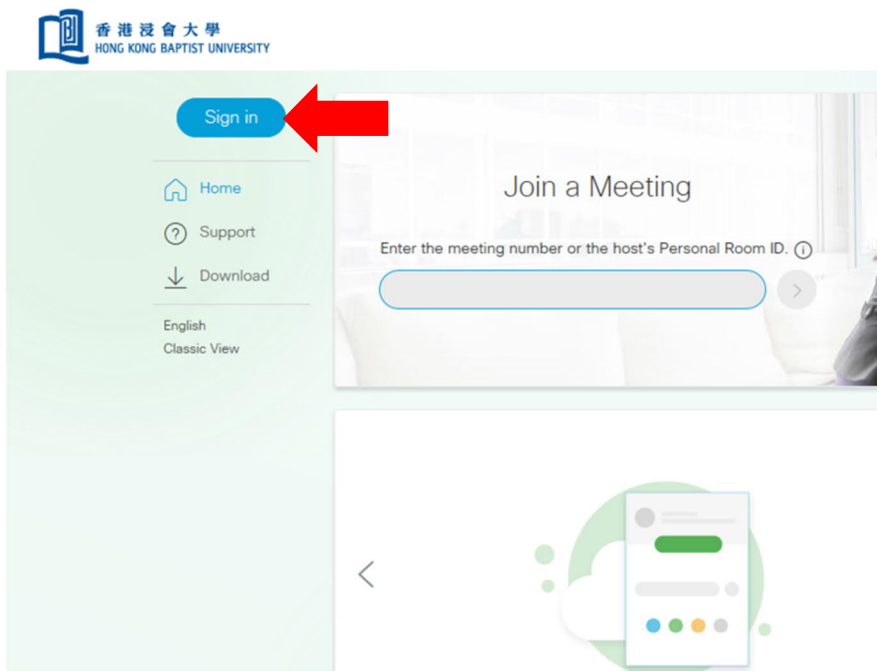 香港浸會大學
HONG KONG BAPTIST UNIVERSITY
Sign in
Home
Support
Download
English
Classic View
Join a Meeting
Enter the meeting number or the host's Personal Room ID.